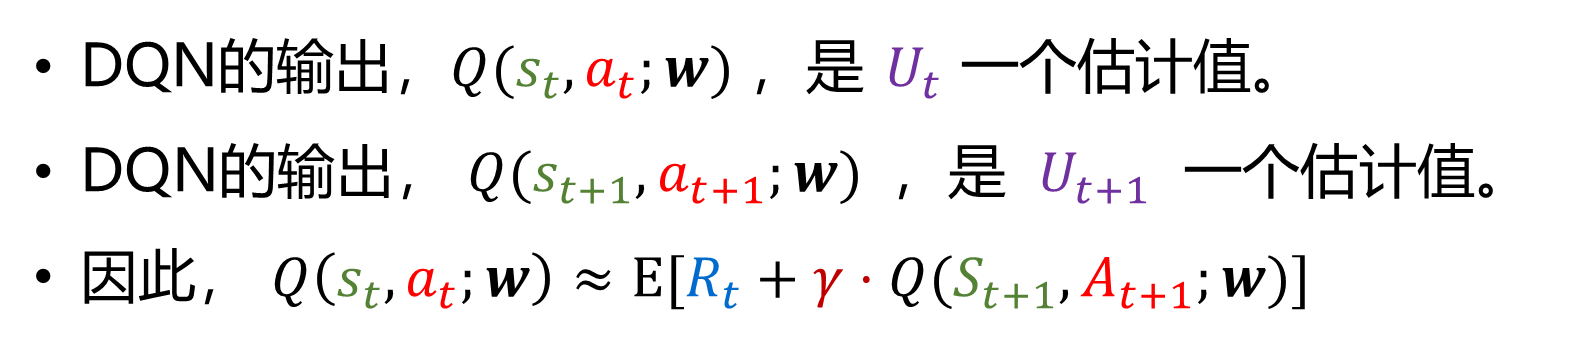 • DQN的输出，Q(s_t, a_t; w)，是 U_t 一个估计值。
• DQN的输出， Q(s_{t+1}, a_{t+1}; w) ，是 U_{t+1} 一个估计值。
• 因此， Q(s_t, a_t; w) ≈ E[R_t + γ · Q(S_{t+1}, A_{t+1}; w)]